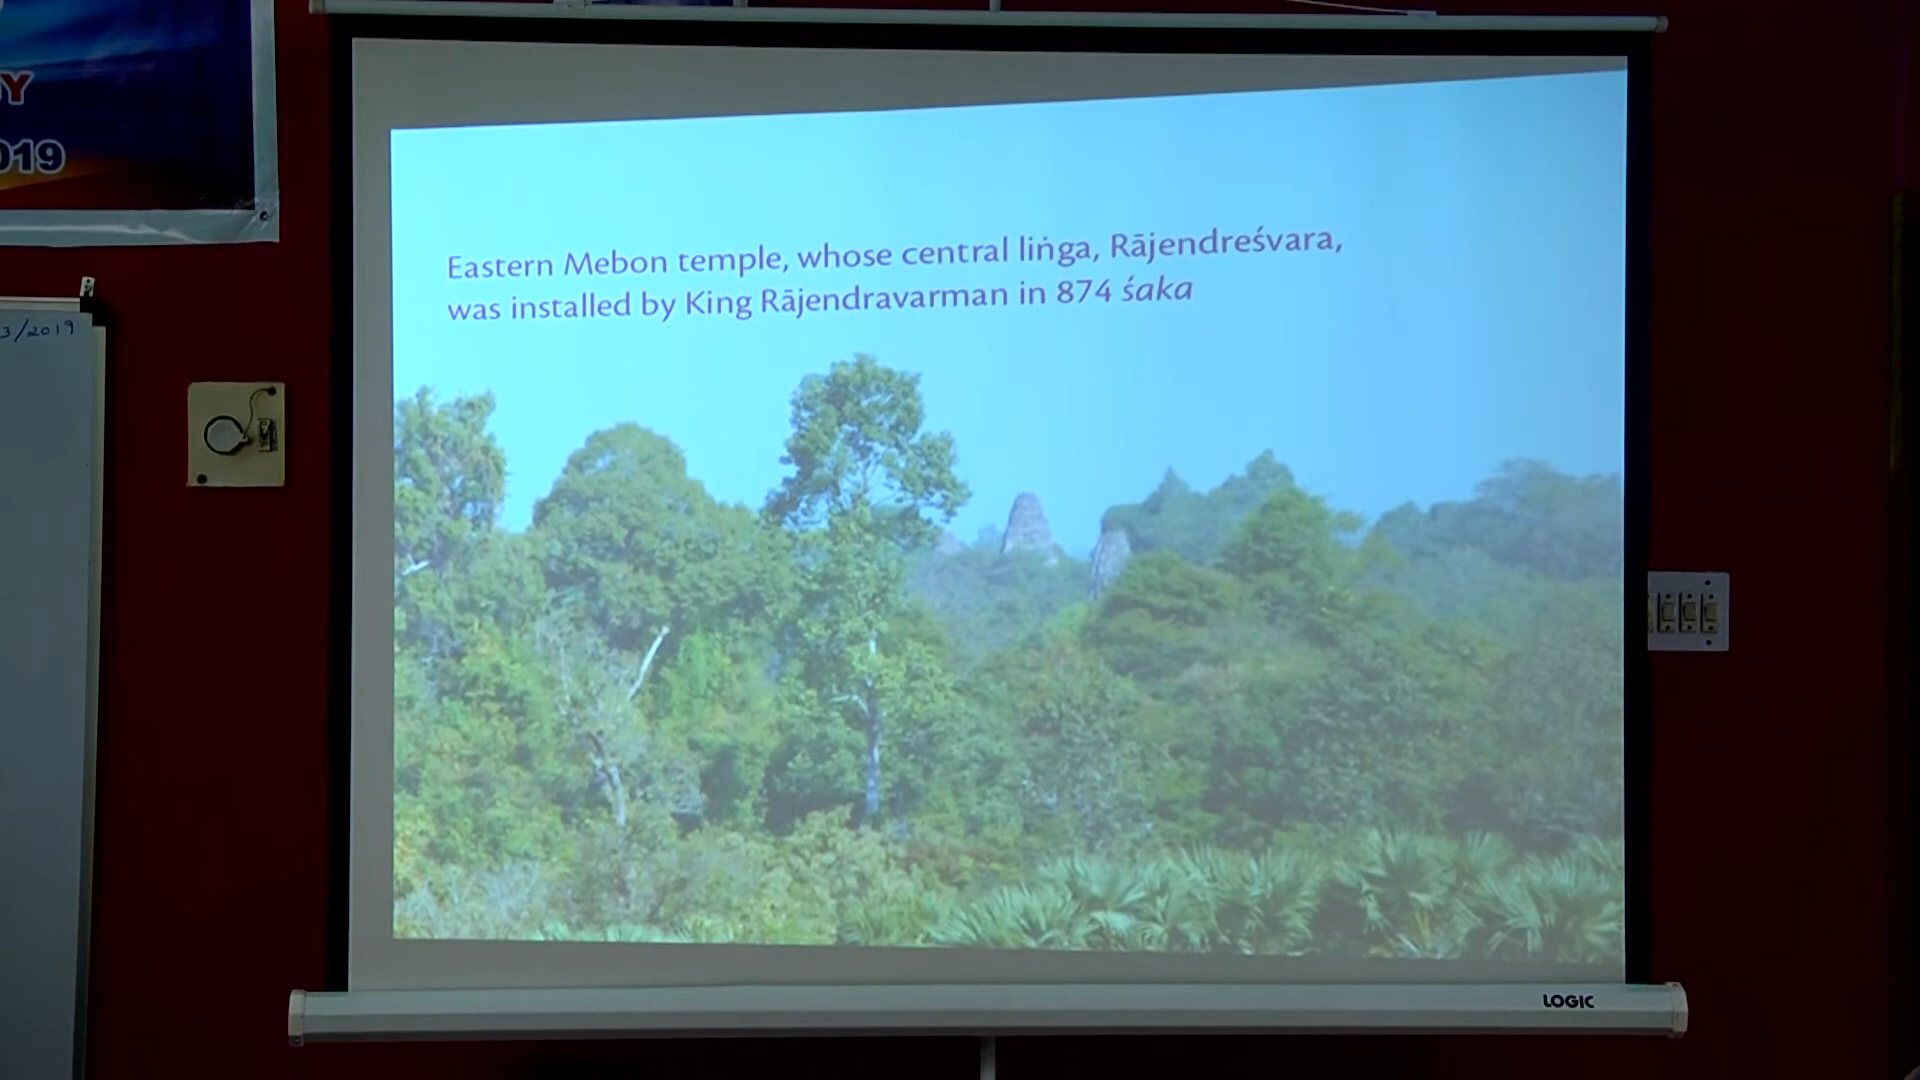 Y
019
3/2019
Eastern Mebon temple, whose central liṅga, Rājendreśvara,
was installed by King Rājendravarman in 874 śaka
LOGIC